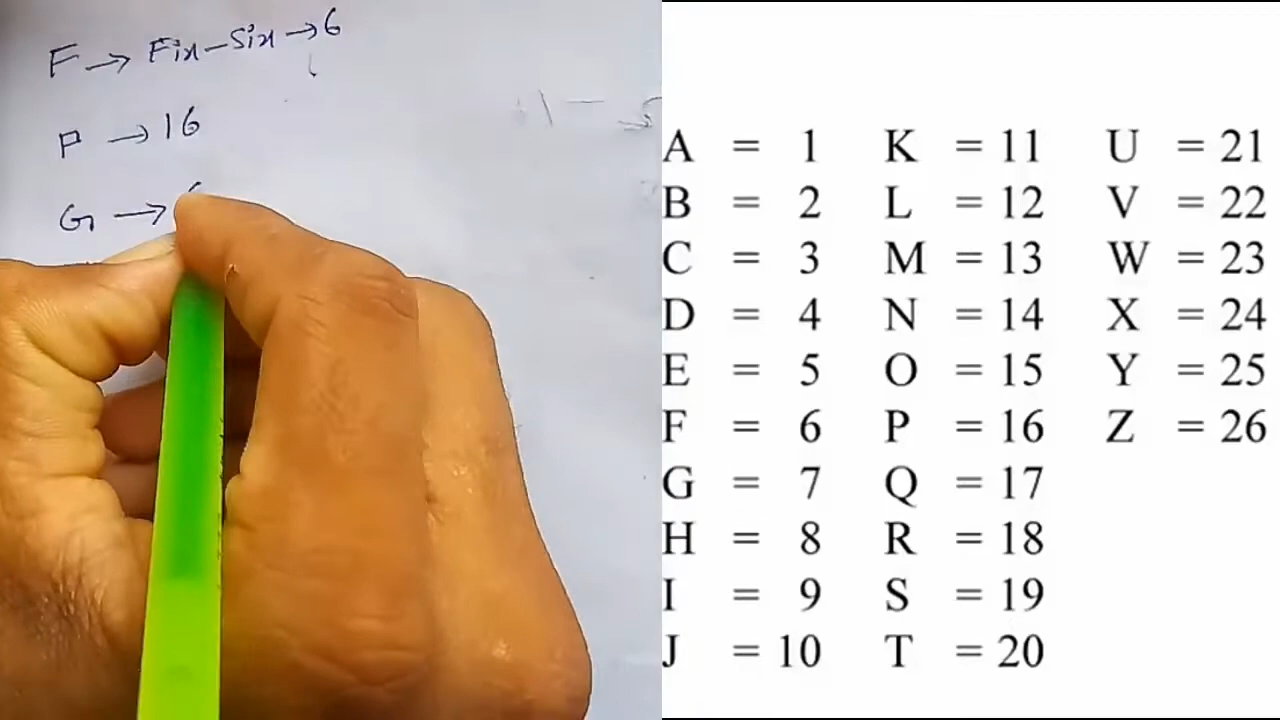 F → Fix - Six → 6
P → 16
G →
A = 1 K = 11 U = 21
B = 2 L = 12 V = 22
C = 3 M = 13 W = 23
D = 4 N = 14 X = 24
E = 5 O = 15 Y = 25
F = 6 P = 16 Z = 26
G = 7 Q = 17
H = 8 R = 18
I = 9 S = 19
J = 10 T = 20